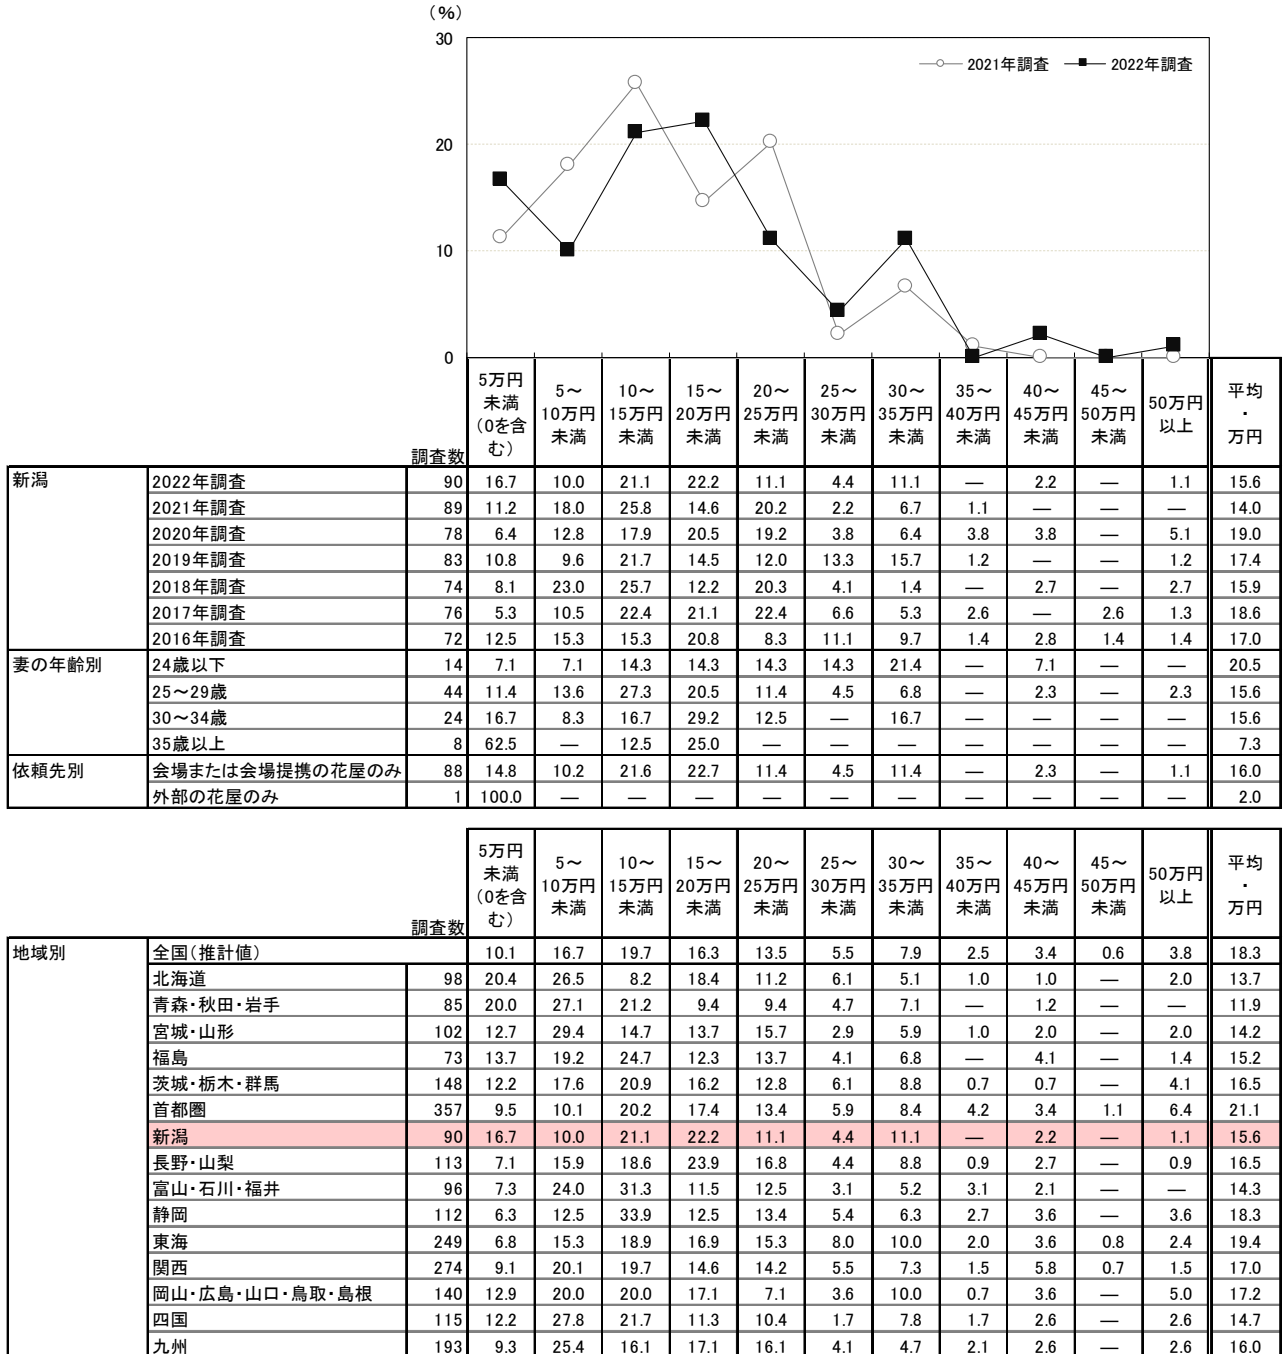 （%）
30
20
10
0
2021年調査 2022年調査
調査数 5万円未満（0を含む） 5～10万円未満 10～15万円未満 15～20万円未満 20～25万円未満 25～30万円未満 30～35万円未満 35～40万円未満 40～45万円未満 45～50万円未満 50万円以上 平均・万円
新潟 2022年調査 90 16.7 10.0 21.1 22.2 11.1 4.4 11.1 — 2.2 — 1.1 15.6
2021年調査 89 11.2 18.0 25.8 14.6 20.2 2.2 6.7 1.1 — — — 14.0
2020年調査 78 6.4 12.8 17.9 20.5 19.2 3.8 6.4 3.8 3.8 — 5.1 19.0
2019年調査 83 10.8 9.6 21.7 14.5 12.0 13.3 15.7 1.2 — — 1.2 17.4
2018年調査 74 8.1 23.0 25.7 12.2 20.3 4.1 1.4 — 2.7 — 2.7 15.9
2017年調査 76 5.3 10.5 22.4 21.1 22.4 6.6 5.3 2.6 — 2.6 1.3 18.6
2016年調査 72 12.5 15.3 15.3 20.8 8.3 11.1 9.7 1.4 2.8 1.4 1.4 17.0
妻の年齢別 24歳以下 14 7.1 7.1 14.3 14.3 14.3 14.3 21.4 — 7.1 — — 20.5
25～29歳 44 11.4 13.6 27.3 20.5 11.4 4.5 6.8 — 2.3 — 2.3 15.6
30～34歳 24 16.7 8.3 16.7 29.2 12.5 — 16.7 — — — — 15.6
35歳以上 8 62.5 — 12.5 25.0 — — — — — — — 7.3
依頼先別 会場または会場提携の花屋のみ 88 14.8 10.2 21.6 22.7 11.4 4.5 11.4 — 2.3 — 1.1 16.0
外部の花屋のみ 1 100.0 — — — — — — — — — — 2.0
調査数 5万円未満（0を含む） 5～10万円未満 10～15万円未満 15～20万円未満 20～25万円未満 25～30万円未満 30～35万円未満 35～40万円未満 40～45万円未満 45～50万円未満 50万円以上 平均・万円
地域別 全国（推計値） 10.1 16.7 19.7 16.3 13.5 5.5 7.9 2.5 3.4 0.6 3.8 18.3
北海道 98 20.4 26.5 8.2 18.4 11.2 6.1 5.1 1.0 1.0 — 2.0 13.7
青森・秋田・岩手 85 20.0 27.1 21.2 9.4 9.4 4.7 7.1 — 1.2 — — 11.9
宮城・山形 102 12.7 29.4 14.7 13.7 15.7 2.9 5.9 1.0 2.0 — 2.0 14.2
福島 73 13.7 19.2 24.7 12.3 13.7 4.1 6.8 — 4.1 — 1.4 15.2
茨城・栃木・群馬 148 12.2 17.6 20.9 16.2 12.8 6.1 8.8 0.7 0.7 — 4.1 16.5
首都圏 357 9.5 10.1 20.2 17.4 13.4 5.9 8.4 4.2 3.4 1.1 6.4 21.1
新潟 90 16.7 10.0 21.1 22.2 11.1 4.4 11.1 — 2.2 — 1.1 15.6
長野・山梨 113 7.1 15.9 18.6 23.9 16.8 4.4 8.8 0.9 2.7 — 0.9 16.5
富山・石川・福井 96 7.3 24.0 31.3 11.5 12.5 3.1 5.2 3.1 2.1 — — 14.3
静岡 112 6.3 12.5 33.9 12.5 13.4 5.4 6.3 2.7 3.6 — 3.6 18.3
東海 249 6.8 15.3 18.9 16.9 15.3 8.0 10.0 2.0 3.6 0.8 2.4 19.4
関西 274 9.1 20.1 19.7 14.6 14.2 5.5 7.3 1.5 5.8 0.7 1.5 17.0
岡山・広島・山口・鳥取・島根 140 12.9 20.0 20.0 17.1 7.1 3.6 10.0 0.7 3.6 — 5.0 17.2
四国 115 12.2 27.8 21.7 11.3 10.4 1.7 7.8 1.7 2.6 — 2.6 14.7
九州 193 9.3 25.4 16.1 17.1 16.1 4.1 4.7 2.1 2.6 — 2.6 16.0